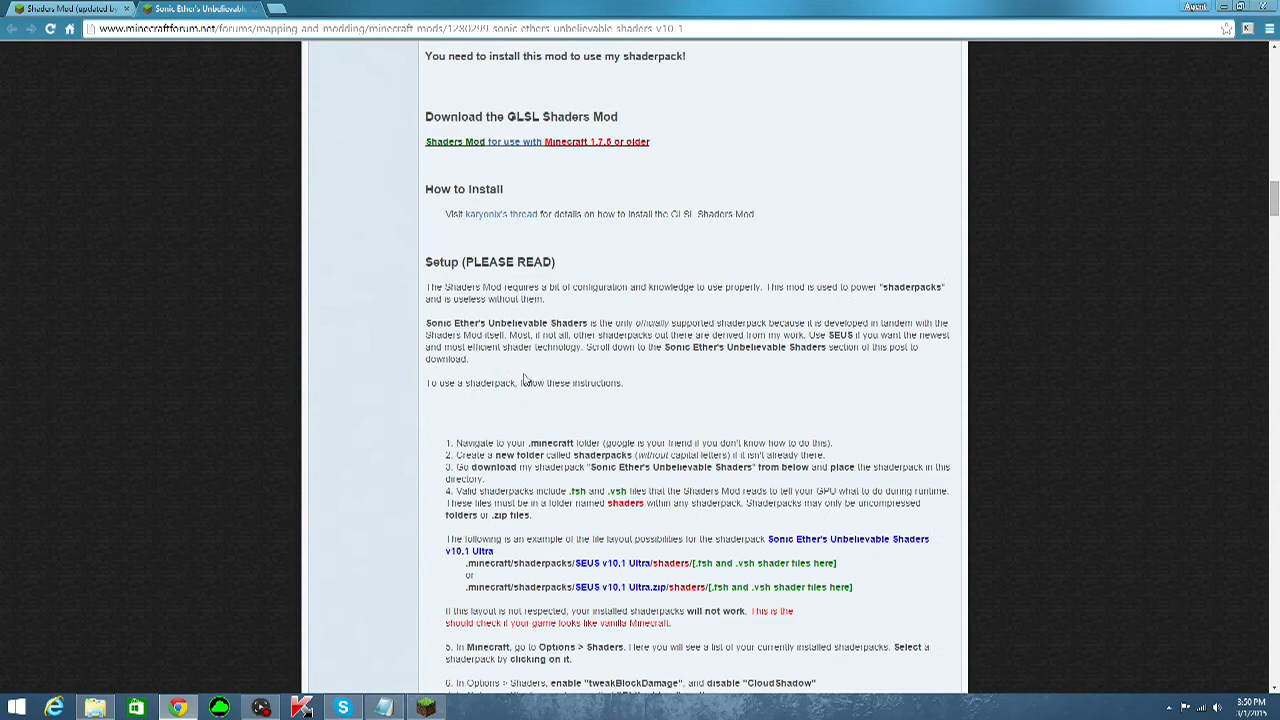 Shaders Mod (updated by
Sonic Ether's Unbelievable
Agent
www.minecraftforum.net/forums/mapping-and-modding/minecraft-mods/1280299-sonic-ethers-unbelievable-shaders-v10-1
You need to install this mod to use my shaderpack!
Download the GLSL Shaders Mod
Shaders Mod for use with Minecraft 1.7.5 or older
How to Install
Visit karyonix's thread for details on how to install the GLSL Shaders Mod
Setup (PLEASE READ)
The Shaders Mod requires a bit of configuration and knowledge to use properly. This mod is used to power "shaderpacks"
and is useless without them.
Sonic Ether's Unbelievable Shaders is the only officially supported shaderpack because it is developed in tandem with the
Shaders Mod itself. Most, if not all, other shaderpacks out there are derived from my work. Use SEUS if you want the newest
and most efficient shader technology. Scroll down to the Sonic Ether's Unbelievable Shaders section of this post to
download.
To use a shaderpack, follow these instructions.
1. Navigate to your .minecraft folder (google is your friend if you don't know how to do this).
2. Create a new folder called shaderpacks (without capital letters) if it isn't already there.
3. Go download my shaderpack "Sonic Ether's Unbelievable Shaders" from below and place the shaderpack in this
directory.
4. Valid shaderpacks include .fsh and .vsh files that the Shaders Mod reads to tell your GPU what to do during runtime.
These files must be in a folder named shaders within any shaderpack. Shaderpacks may only be uncompressed
folders or .zip files.
The following is an example of the file layout possibilities for the shaderpack Sonic Ether's Unbelievable Shaders
v10.1 Ultra
.minecraft/shaderpacks/SEUS v10.1 Ultra/shaders/[.fsh and .vsh shader files here]
or
.minecraft/shaderpacks/SEUS v10.1 Ultra.zip/shaders/[.fsh and .vsh shader files here]
If this layout is not respected, your installed shaderpacks will not work. This is the
should check if your game looks like vanilla Minecraft.
5. In Minecraft, go to Options > Shaders. Here you will see a list of your currently installed shaderpacks. Select a
shaderpack by clicking on it.
6. In Options > Shaders, enable "tweakBlockDamage", and disable "CloudShadow"
3:50 PM
3/1/2015